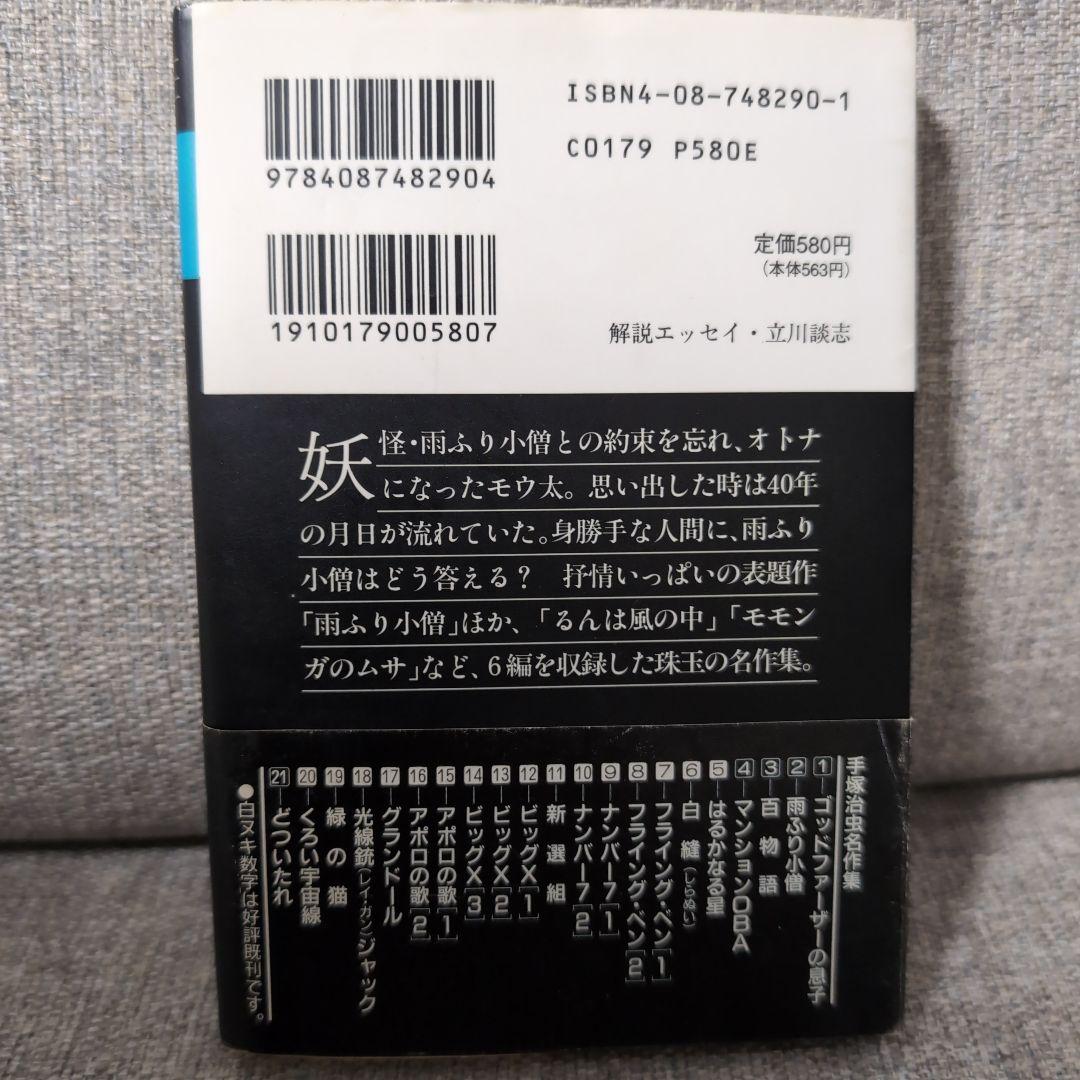 9784087482904
1910179005807
ISBN4-08-748290-1
C0179 P580E
定価580円
(本体563円)
解説エッセイ・立川談志
妖怪・雨ふり小僧との約束を忘れ、オトナ
になったモウ太。思い出した時は40年
の月日が流れていた。身勝手な人間に、雨ふり
小僧はどう答える? 抒情いっぱいの表題作
「雨ふり小僧」ほか、「るんは風の中」「モモン
ガのムサ」など、6編を収録した珠玉の名作集。
手塚治虫名作集
1 ゴッドファーザーの息子
2 雨ふり小僧
3 百物語
4 マンションOBA
5 はるかなる星
6 白縫(しらぬい)
7 フライング・ベン[1]
8 フライング・ベン[2]
9 ナンバー7[1]
10 ナンバー7[2]
11 新選組
12 ビッグX[1]
13 ビッグX[2]
14 ビッグX[3]
15 アポロの歌[1]
16 アポロの歌[2]
17 グランドール
18 光線銃(レイ・ガン)ジャック
19 緑の猫
20 くろい宇宙線
21 どついたれ
●白ヌキ数字は好評既刊です。